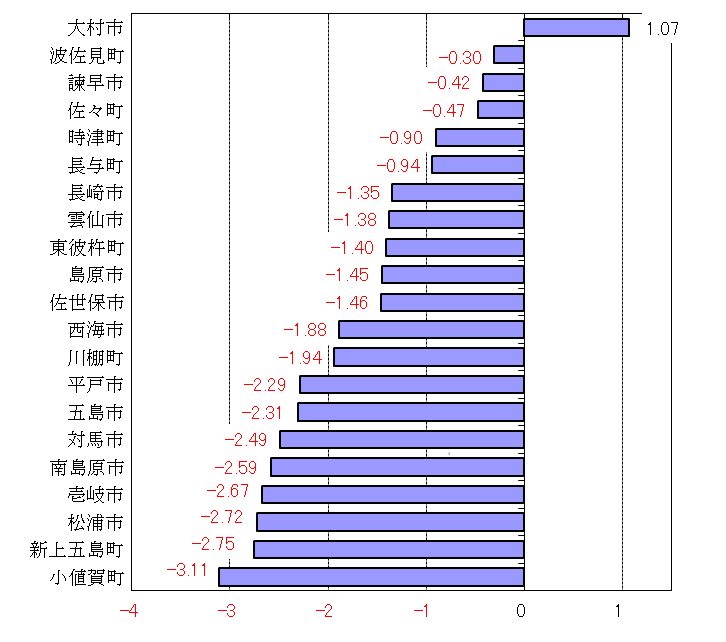 大村市 1.07
波佐見町 -0.30
諫早市 -0.42
佐々町 -0.47
時津町 -0.90
長与町 -0.94
長崎市 -1.35
雲仙市 -1.38
東彼杵町 -1.40
島原市 -1.45
佐世保市 -1.46
西海市 -1.88
川棚町 -1.94
平戸市 -2.29
五島市 -2.31
対馬市 -2.49
南島原市 -2.59
壱岐市 -2.67
松浦市 -2.72
新上五島町 -2.75
小値賀町 -3.11
-4 -3 -2 -1 0 1